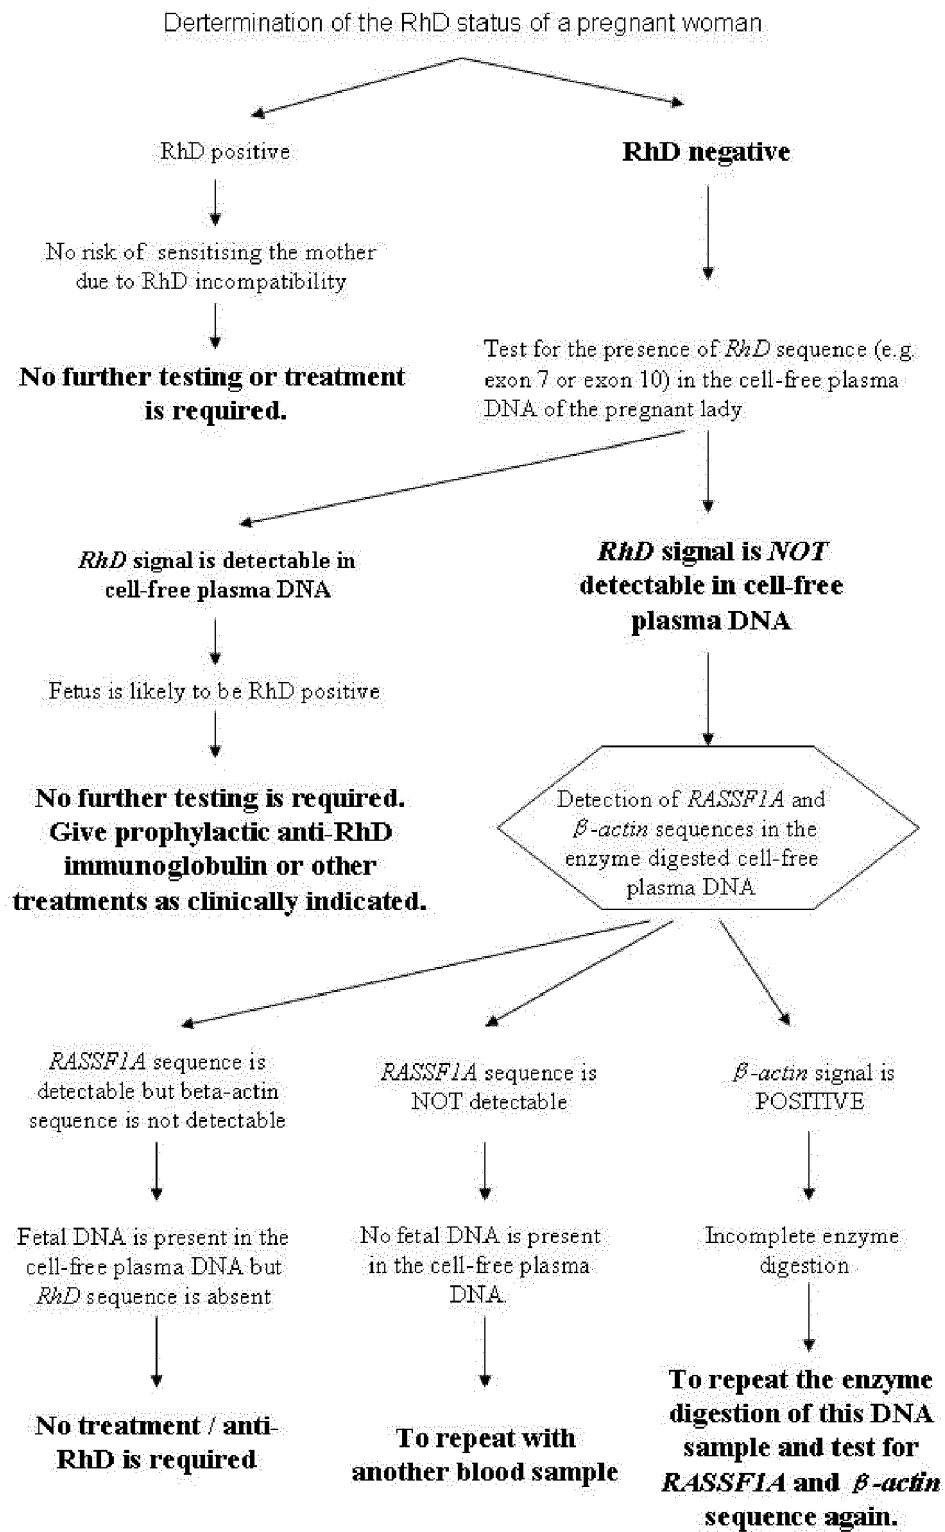 Dertermination of the RhD status of a pregnant woman
RhD positive
RhD negative
No risk of sensitising the mother
due to RhD incompatibility
No further testing or treatment
is required.
Test for the presence of RhD sequence (e.g.
exon 7 or exon 10) in the cell-free plasma
DNA of the pregnant lady
RhD signal is detectable in
cell-free plasma DNA
RhD signal is NOT
detectable in cell-free
plasma DNA
Fetus is likely to be RhD positive
No further testing is required.
Give prophylactic anti-RhD
immunoglobulin or other
treatments as clinically indicated.
Detection of RASSF1A and
β-actin sequences in the
enzyme digested cell-free
plasma DNA
RASSF1A sequence is
detectable but beta-actin
sequence is not detectable
RASSF1A sequence is
NOT detectable
β-actin signal is
POSITIVE
Fetal DNA is present in the
cell-free plasma DNA but
RhD sequence is absent
No fetal DNA is present
in the cell-free plasma
DNA.
Incomplete enzyme
digestion
No treatment / anti-
RhD is required
To repeat with
another blood sample
To repeat the enzyme
digestion of this DNA
sample and test for
RASSF1A and β-actin
sequence again.